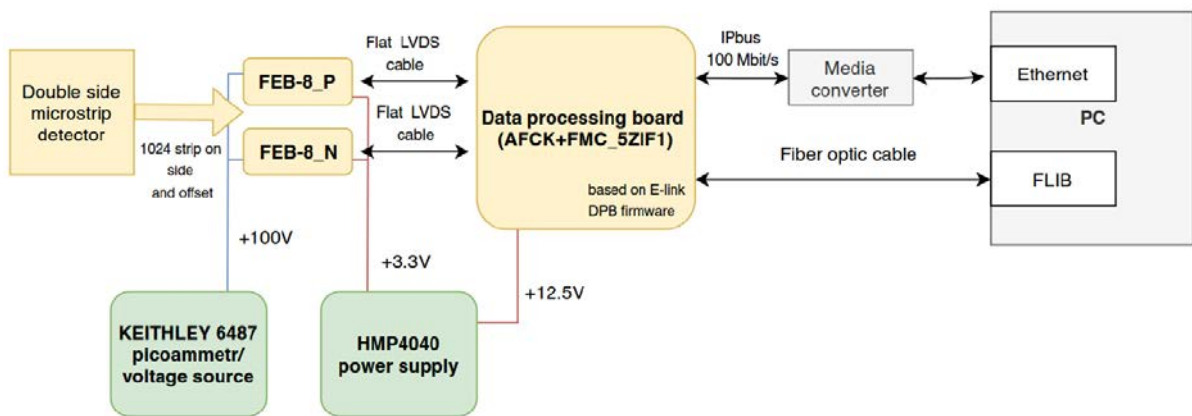 Double side
microstrip
detector
1024 strip on
side
and offset
FEB-8_P
FEB-8_N
Flat LVDS
cable
Flat LVDS
cable
Data processing board
(AFCK+FMC_5ZIF1)
based on E-link
DPB firmware
IPbus
100 Mbit/s
Media
converter
Ethernet
PC
Fiber optic cable
FLIB
+100V
+3.3V
+12.5V
KEITHLEY 6487
picoammetr/
voltage source
HMP4040
power supply